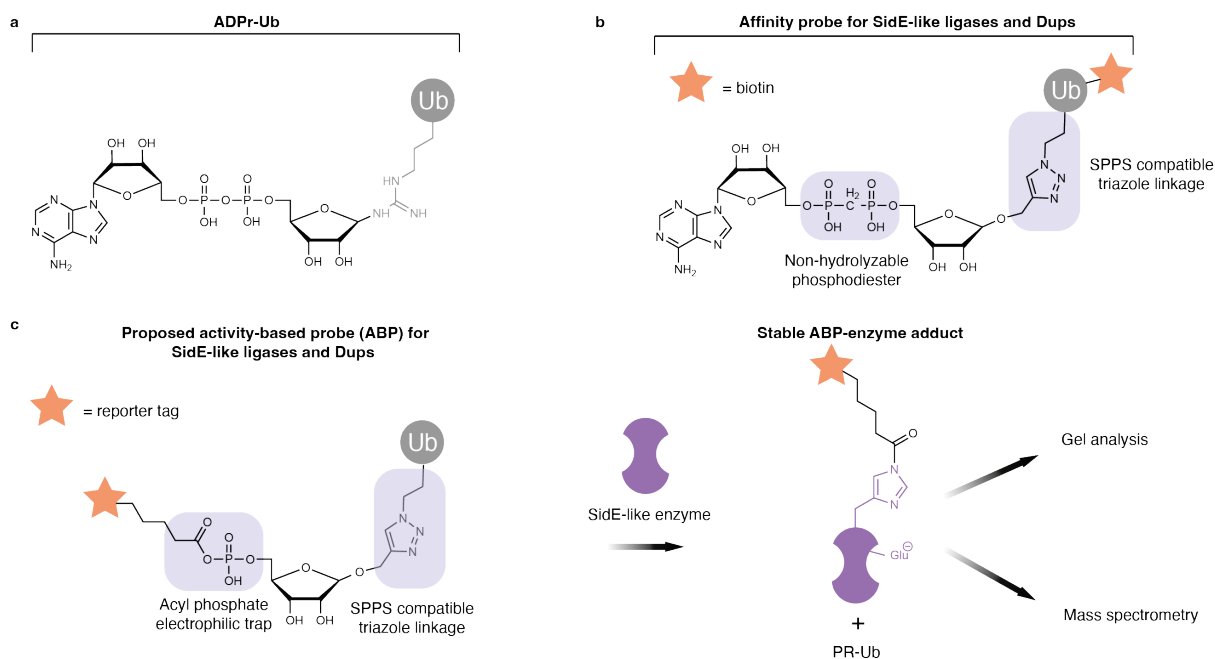 a
ADPr-Ub
Ub
OH OH
O
O O
O P O P O
OH OH
O
HN
NH NH
OH OH
N N
N N
NH2
b
Affinity probe for SidE-like ligases and Dups
= biotin
Ub
SPPS compatible
triazole linkage
OH OH
O
O H2 O
O P C P O
OH OH
O
O
N
N
N
OH OH
N N
N N
NH2
Non-hydrolyzable
phosphodiester
c
Proposed activity-based probe (ABP) for
SidE-like ligases and Dups
= reporter tag
Ub
O
O
O P O
OH
O
O
N
N
N
OH OH
Acyl phosphate
electrophilic trap
SPPS compatible
triazole linkage
SidE-like enzyme
Stable ABP-enzyme adduct
O
N
N
Glu⊖
+
PR-Ub
Gel analysis
Mass spectrometry